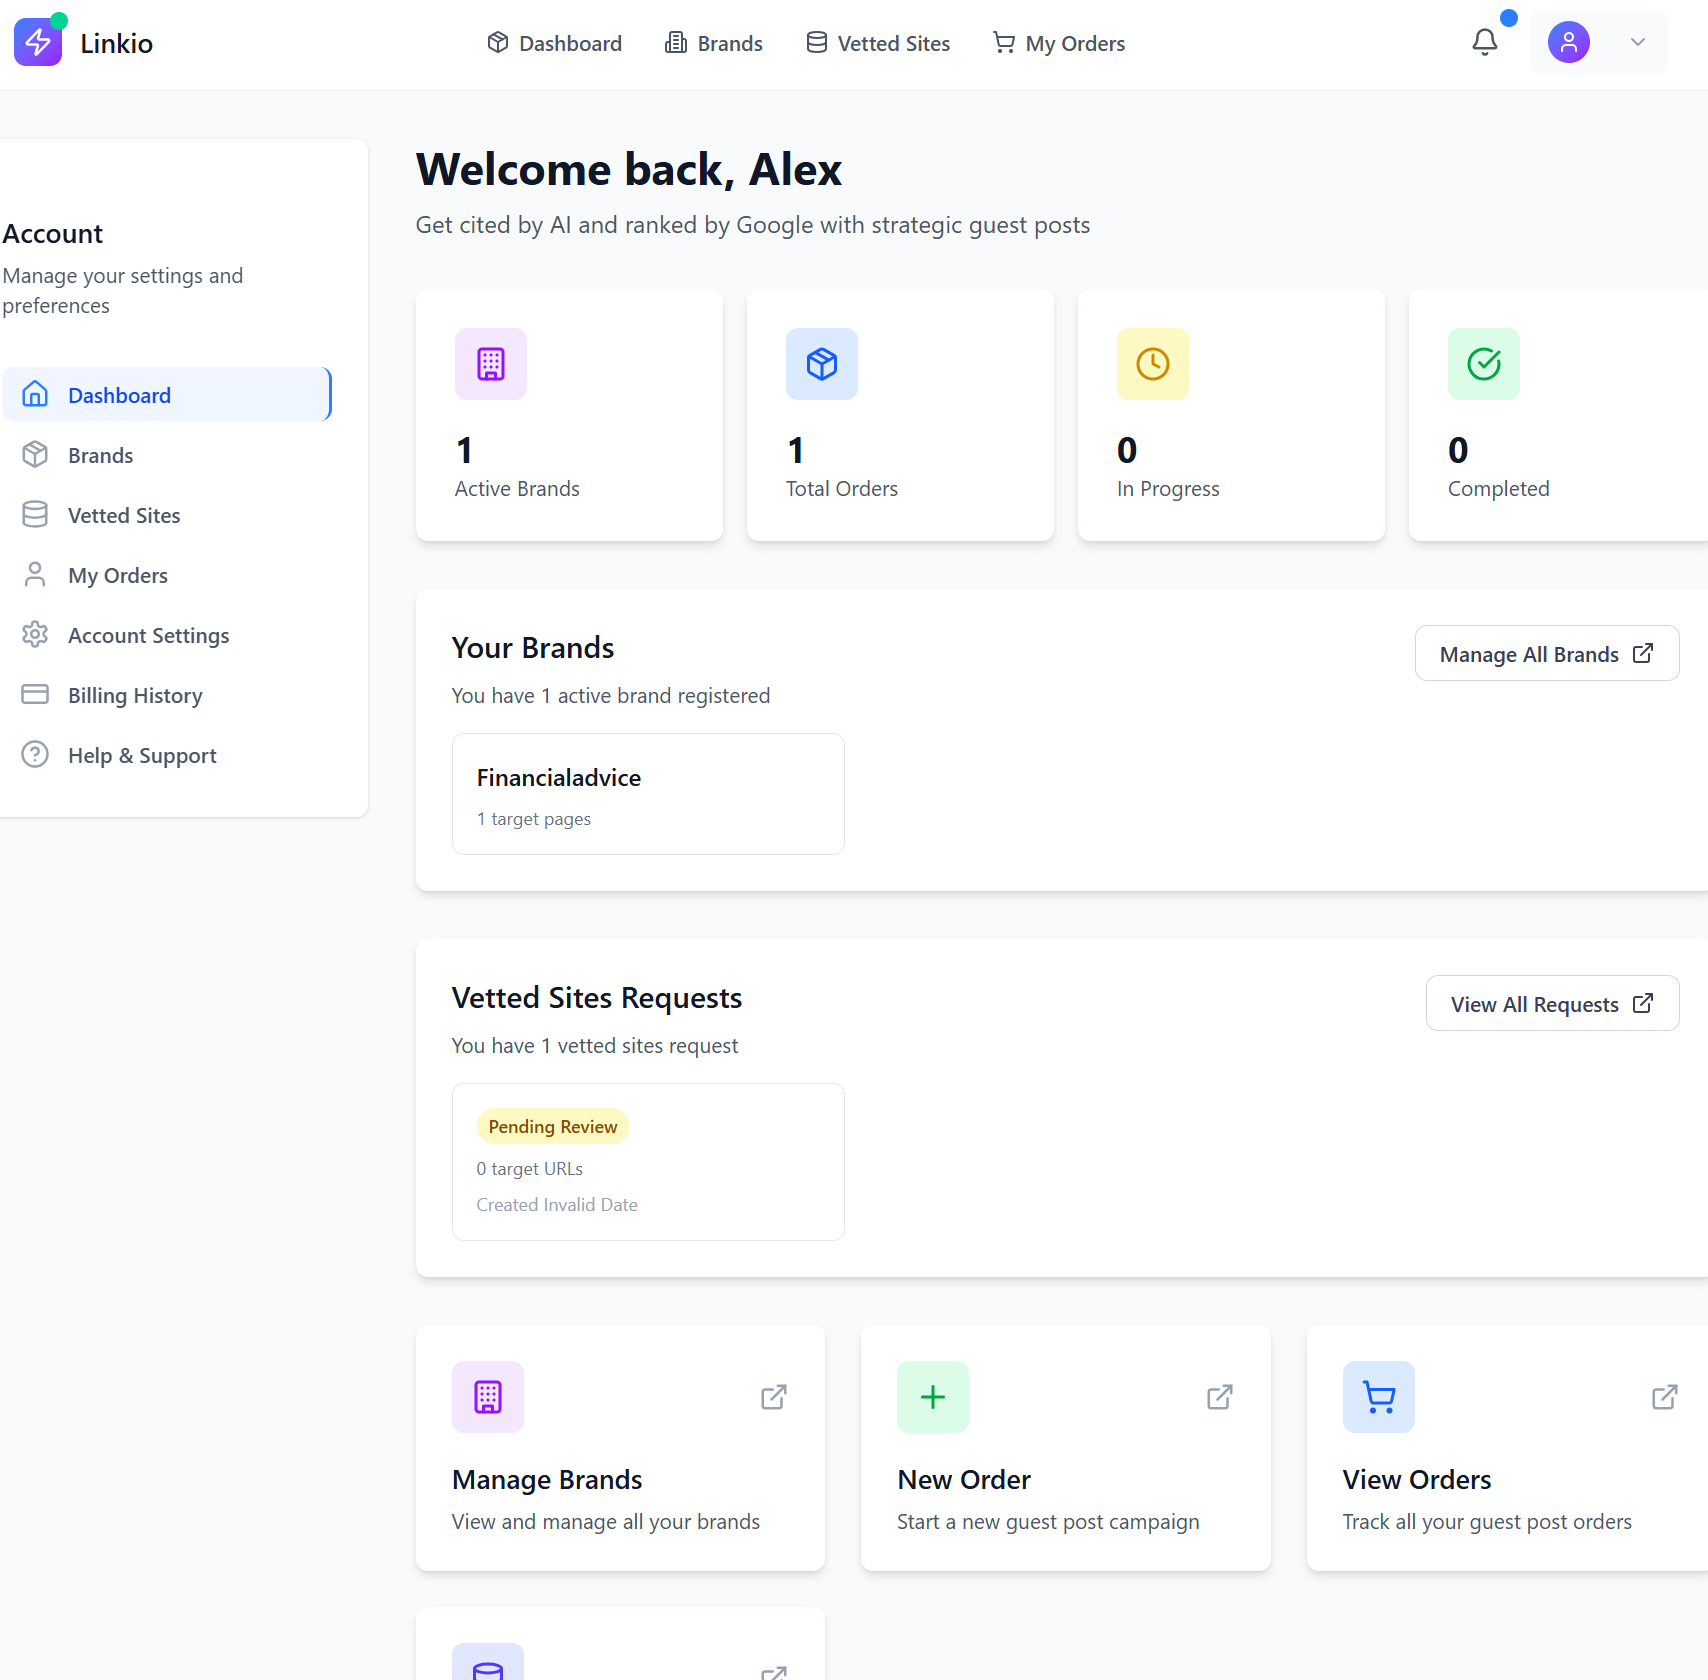 Linkio
Dashboard
Brands
Vetted Sites
My Orders
Account
Manage your settings and
preferences
Dashboard
Brands
Vetted Sites
My Orders
Account Settings
Billing History
Help & Support
Welcome back, Alex
Get cited by AI and ranked by Google with strategic guest posts
1
Active Brands
1
Total Orders
0
In Progress
0
Completed
Your Brands
Manage All Brands
You have 1 active brand registered
Financialadvice
1 target pages
Vetted Sites Requests
View All Requests
You have 1 vetted sites request
Pending Review
0 target URLs
Created Invalid Date
Manage Brands
View and manage all your brands
New Order
Start a new guest post campaign
View Orders
Track all your guest post orders